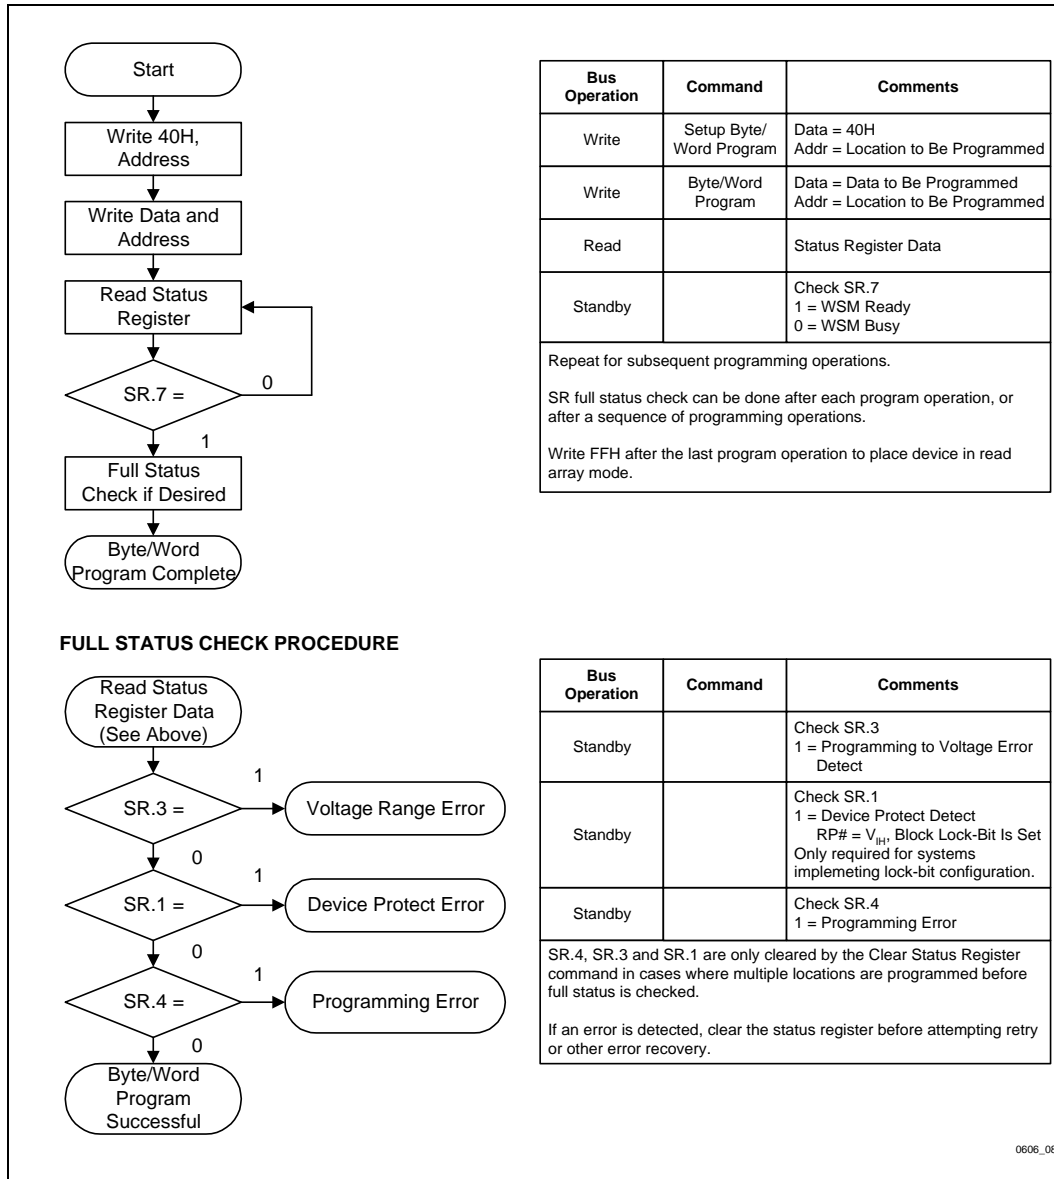 Start
Write 40H,
Address
Write Data and
Address
Read Status
Register
SR.7 =
0
1
Full Status
Check if Desired
Byte/Word
Program Complete
Bus
Operation
Command
Comments
Write
Setup Byte/
Word Program
Data = 40H
Addr = Location to Be Programmed
Write
Byte/Word
Program
Data = Data to Be Programmed
Addr = Location to Be Programmed
Read
Status Register Data
Standby
Check SR.7
1 = WSM Ready
0 = WSM Busy
Repeat for subsequent programming operations.
SR full status check can be done after each program operation, or
after a sequence of programming operations.
Write FFH after the last program operation to place device in read
array mode.
FULL STATUS CHECK PROCEDURE
Read Status
Register Data
(See Above)
SR.3 =
1
Voltage Range Error
0
SR.1 =
1
Device Protect Error
0
SR.4 =
1
Programming Error
0
Byte/Word
Program
Successful
Bus
Operation
Command
Comments
Standby
Check SR.3
1 = Programming to Voltage Error
Detect
Standby
Check SR.1
1 = Device Protect Detect
RP# = VIH, Block Lock-Bit Is Set
Only required for systems
implemeting lock-bit configuration.
Standby
Check SR.4
1 = Programming Error
SR.4, SR.3 and SR.1 are only cleared by the Clear Status Register
command in cases where multiple locations are programmed before
full status is checked.
If an error is detected, clear the status register before attempting retry
or other error recovery.
0606_08